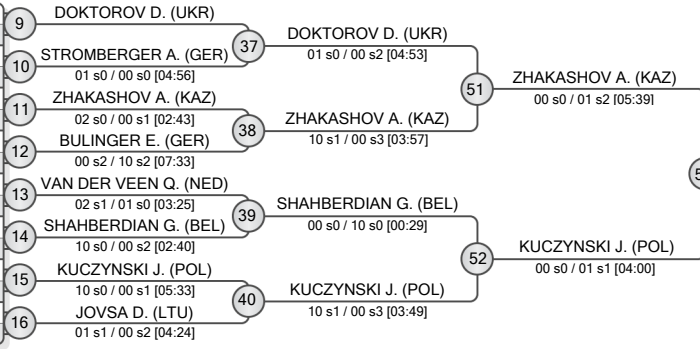 9
DOKTOROV D. (UKR)
10
STROMBERGER A. (GER)
01 s0 / 00 s0 [04:56]
11
ZHAKASHOV A. (KAZ)
02 s0 / 00 s1 [02:43]
12
BULINGER E. (GER)
00 s2 / 10 s2 [07:33]
13
VAN DER VEEN Q. (NED)
02 s1 / 01 s0 [03:25]
14
SHAHBERDIAN G. (BEL)
10 s0 / 00 s2 [02:40]
15
KUCZYNSKI J. (POL)
10 s0 / 00 s1 [05:33]
16
JOVSA D. (LTU)
01 s1 / 00 s2 [04:24]
37
DOKTOROV D. (UKR)
01 s0 / 00 s2 [04:53]
38
ZHAKASHOV A. (KAZ)
10 s1 / 00 s3 [03:57]
39
SHAHBERDIAN G. (BEL)
00 s0 / 10 s0 [00:29]
40
KUCZYNSKI J. (POL)
10 s1 / 00 s3 [03:49]
51
ZHAKASHOV A. (KAZ)
00 s0 / 01 s2 [05:39]
52
KUCZYNSKI J. (POL)
00 s0 / 01 s1 [04:00]